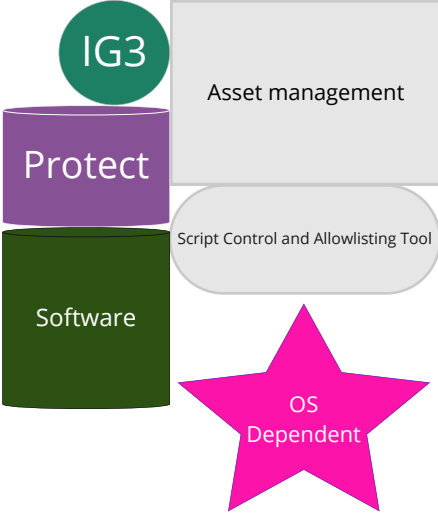 IG3
Asset management
Protect
Script Control and Allowlisting Tool
Software
OS
Dependent